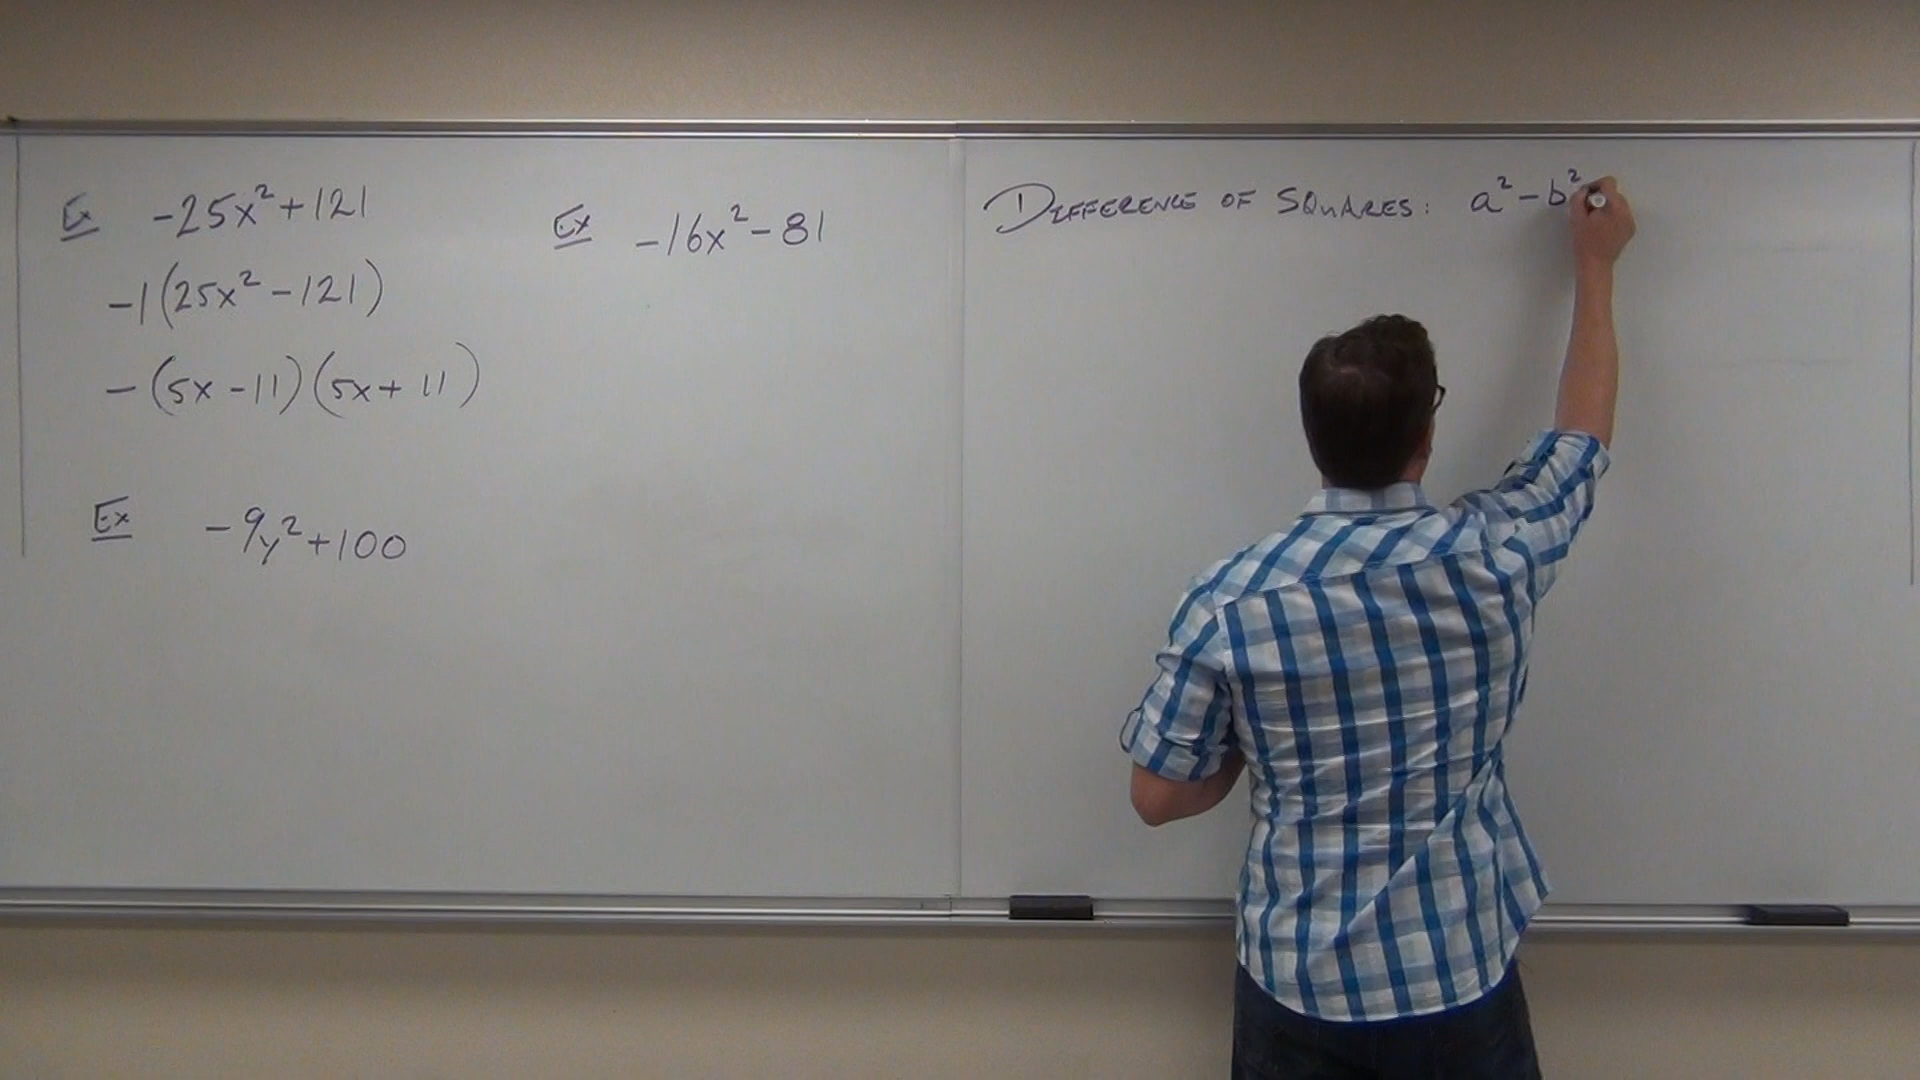 Ex -25x²+121
-1(25x²-121)
-(5x-11)(5x+11)
Ex -9y²+100
Ex -16x²-81
DIFFERENCE OF SQUARES: a²-b²